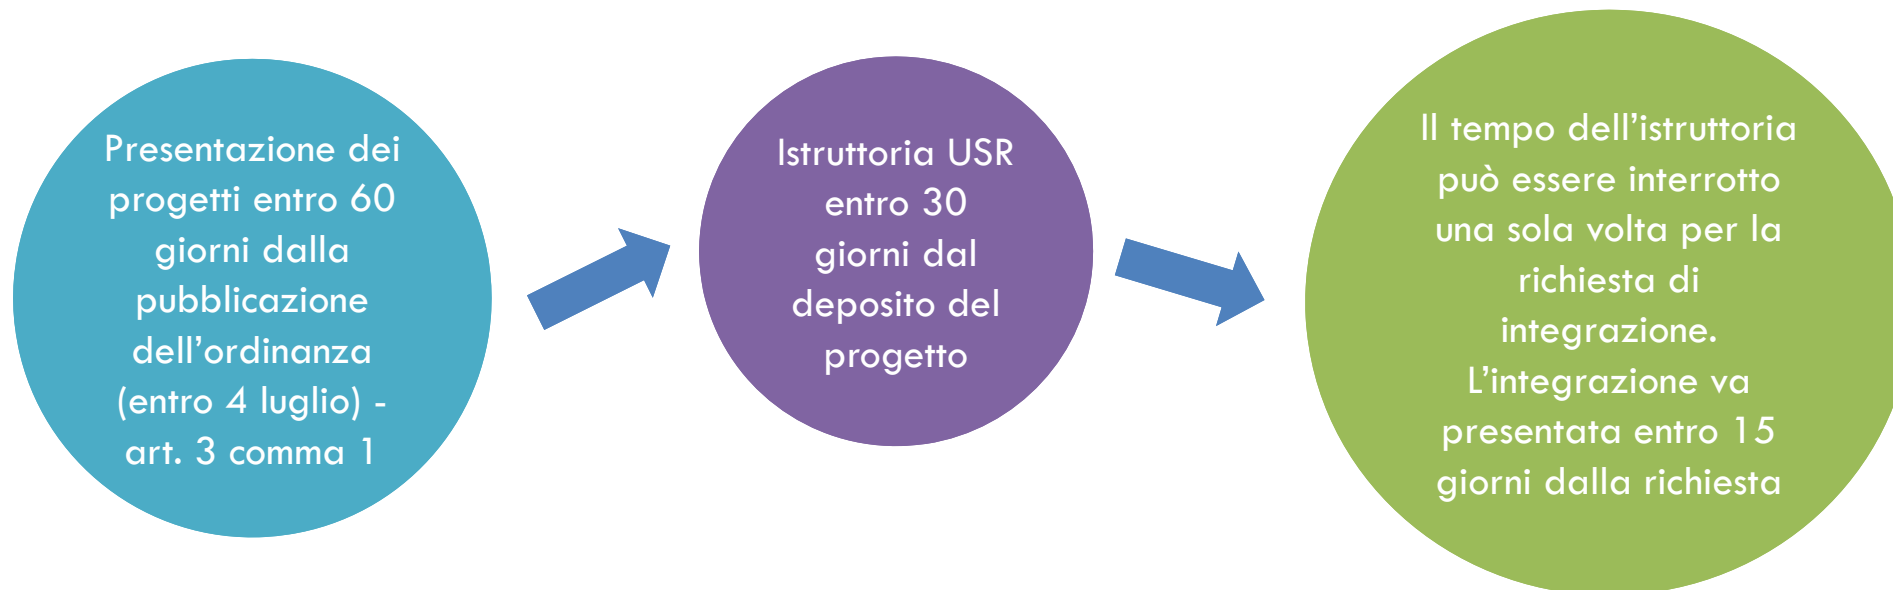 Presentazione dei
progetti entro 60
giorni dalla
pubblicazione
dell’ordinanza
(entro 4 luglio) -
art. 3 comma 1
Istruttoria USR
entro 30
giorni dal
deposito del
progetto
Il tempo dell’istruttoria
può essere interrotto
una sola volta per la
richiesta di
integrazione.
L’integrazione va
presentata entro 15
giorni dalla richiesta